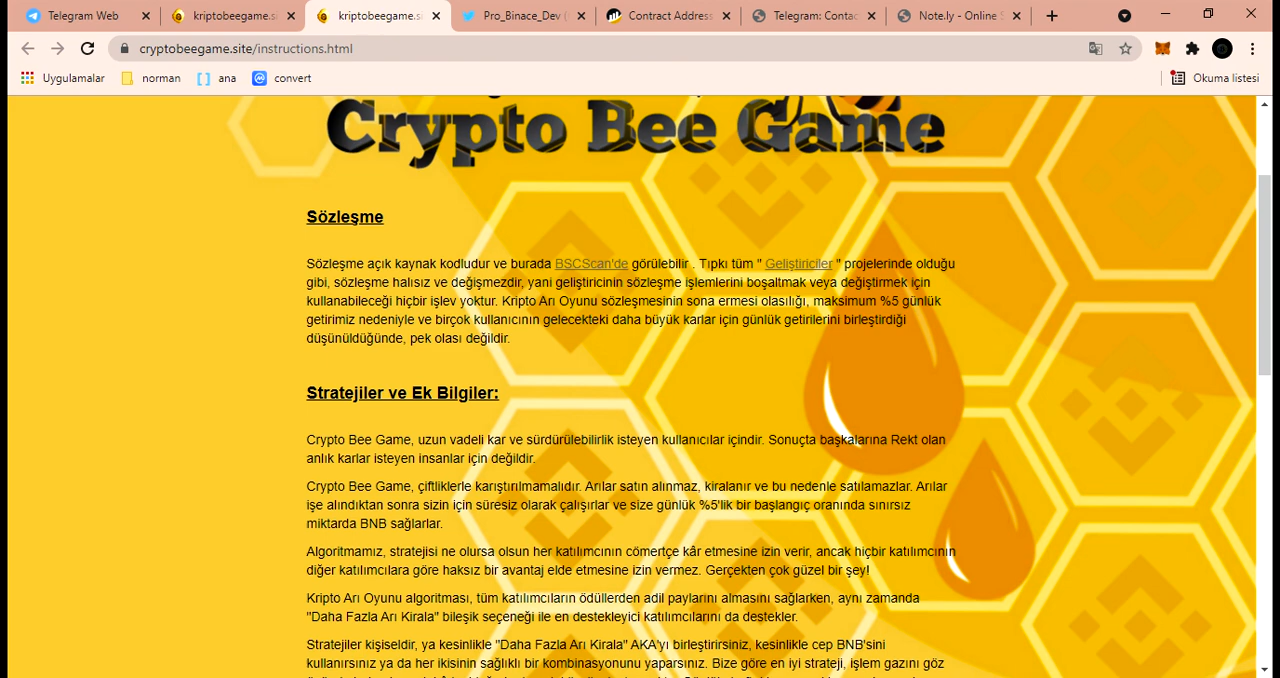 Telegram Web
kriptobeegame.si
kriptobeegame.si
Pro_Binace_Dev (
Contract Address
Telegram: Contac
Note.ly - Online S
cryptobeegame.site/instructions.html
Uygulamalar
norman
ana
convert
Okuma listesi
Crypto Bee Game
Sözleşme
Sözleşme açık kaynak kodludur ve burada BSCScan'de görülebilir . Tıpkı tüm " Geliştiriciler " projelerinde olduğu
gibi, sözleşme halısız ve değişmezdir, yani geliştiricinin sözleşme işlemlerini boşaltmak veya değiştirmek için
kullanabileceği hiçbir işlev yoktur. Kripto Arı Oyunu sözleşmesinin sona ermesi olasılığı, maksimum %5 günlük
getirimiz nedeniyle ve birçok kullanıcının gelecekteki daha büyük karlar için günlük getirilerini birleştirdiği
düşünüldüğünde, pek olası değildir.
Stratejiler ve Ek Bilgiler:
Crypto Bee Game, uzun vadeli kar ve sürdürülebilirlik isteyen kullanıcılar içindir. Sonuçta başkalarına Rekt olan
anlık karlar isteyen insanlar için değildir.
Crypto Bee Game, çiftliklerle karıştırılmamalıdır. Arılar satın alınmaz, kiralanır ve bu nedenle satılamazlar. Arılar
işe alındıktan sonra sizin için süresiz olarak çalışırlar ve size günlük %5'lik bir başlangıç oranında sınırsız
miktarda BNB sağlarlar.
Algoritmamız, stratejisi ne olursa olsun her katılımcının cömertçe kâr etmesine izin verir, ancak hiçbir katılımcının
diğer katılımcılara göre haksız bir avantaj elde etmesine izin vermez. Gerçekten çok güzel bir şey!
Kripto Arı Oyunu algoritması, tüm katılımcıların ödüllerden adil paylarını almasını sağlarken, aynı zamanda
"Daha Fazla Arı Kirala" bileşik seçeneği ile en destekleyici katılımcılarını da destekler.
Stratejiler kişiseldir, ya kesinlikle "Daha Fazla Arı Kirala" AKA'yı birleştirirsiniz, kesinlikle cep BNB'sini
kullanırsınız ya da her ikisinin sağlıklı bir kombinasyonunu yaparsınız. Bize göre en iyi strateji, işlem gazını göz